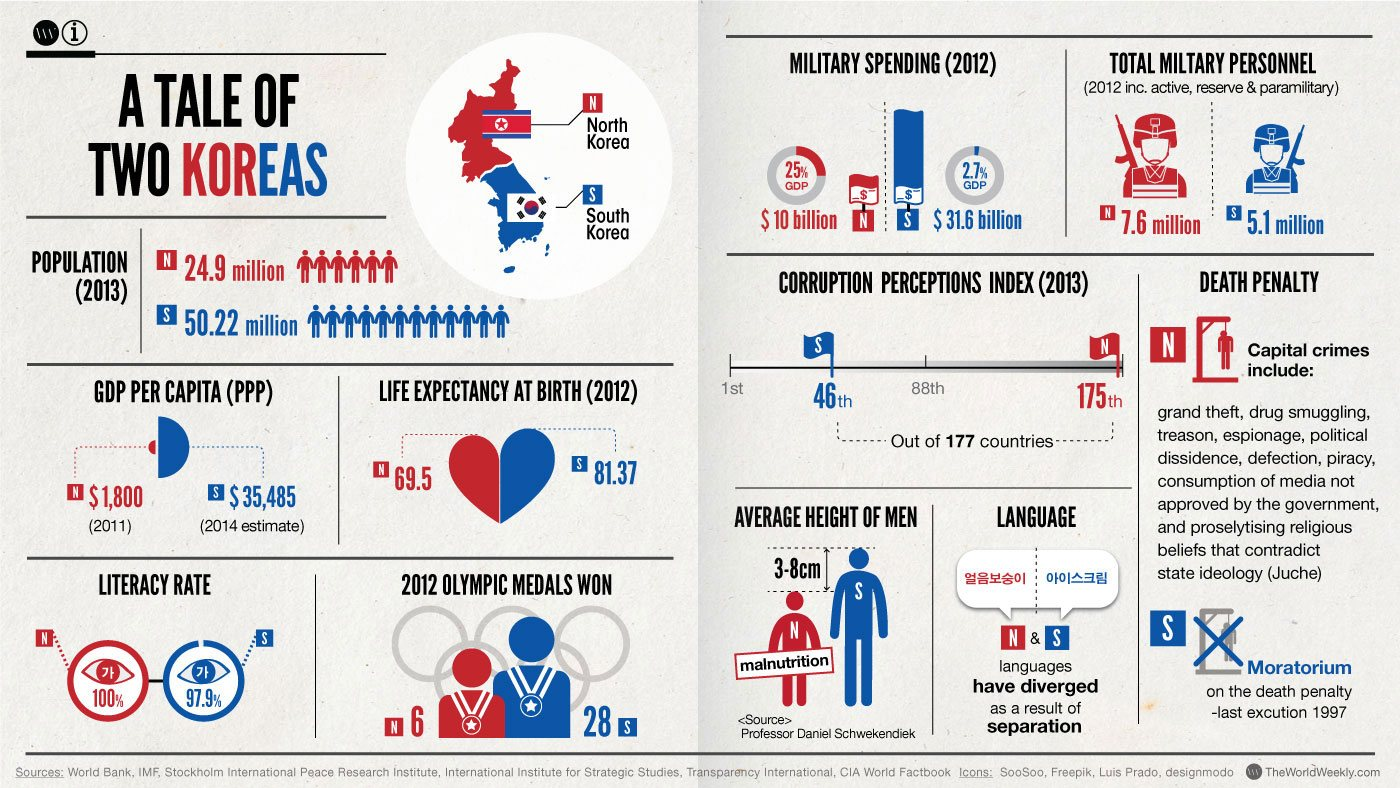 W i
A TALE OF
TWO KOREAS
N
North
Korea
S
South
Korea
POPULATION
(2013)
N 24.9 million
S 50.22 million
GDP PER CAPITA (PPP)
N $1,800
(2011)
S $35,485
(2014 estimate)
LIFE EXPECTANCY AT BIRTH (2012)
N 69.5
S 81.37
LITERACY RATE
N
S
가
100%
가
97.9%
2012 OLYMPIC MEDALS WON
N 6
28 S
MILITARY SPENDING (2012)
25%
GDP
$
$
2.7%
GDP
$10 billion
N
S
$31.6 billion
TOTAL MILTARY PERSONNEL
(2012 inc. active, reserve & paramilitary)
N 7.6 million
S 5.1 million
CORRUPTION PERCEPTIONS INDEX (2013)
S
N
1st
46th
88th
175th
Out of 177 countries
DEATH PENALTY
N
Capital crimes
include:
grand theft, drug smuggling,
treason, espionage, political
dissidence, defection, piracy,
consumption of media not
approved by the government,
and proselytising religious
beliefs that contradict
state ideology (Juche)
S
Moratorium
on the death penalty
-last excution 1997
AVERAGE HEIGHT OF MEN
3-8cm
S
N
malnutrition
<Source>
Professor Daniel Schwekendiek
LANGUAGE
얼음보숭이
아이스크림
N & S
languages
have diverged
as a result of
separation
Sources: World Bank, IMF, Stockholm International Peace Research Institute, International Institute for Strategic Studies, Transparency International, CIA World Factbook Icons: SooSoo, Freepik, Luis Prado, designmodo W TheWorldWeekly.com